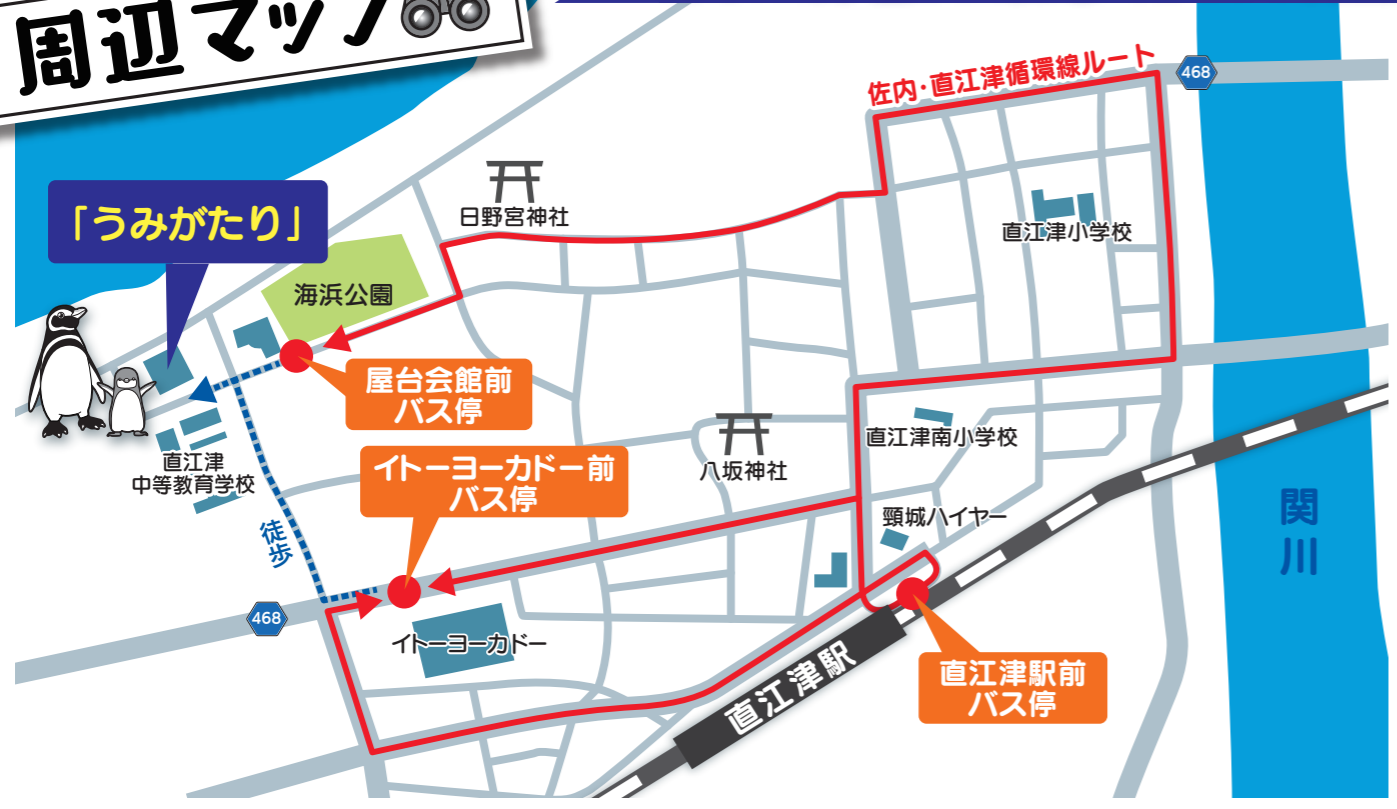 周辺マップ
佐内・直江津循環線ルート
468
日野宮神社
「うみがたり」
直江津小学校
海浜公園
屋台会館前
バス停
直江津南小学校
イトーヨーカドー前
バス停
八坂神社
直江津
中等教育学校
頸城ハイヤー
関川
徒歩
468
イトーヨーカドー
直江津駅
直江津駅前
バス停